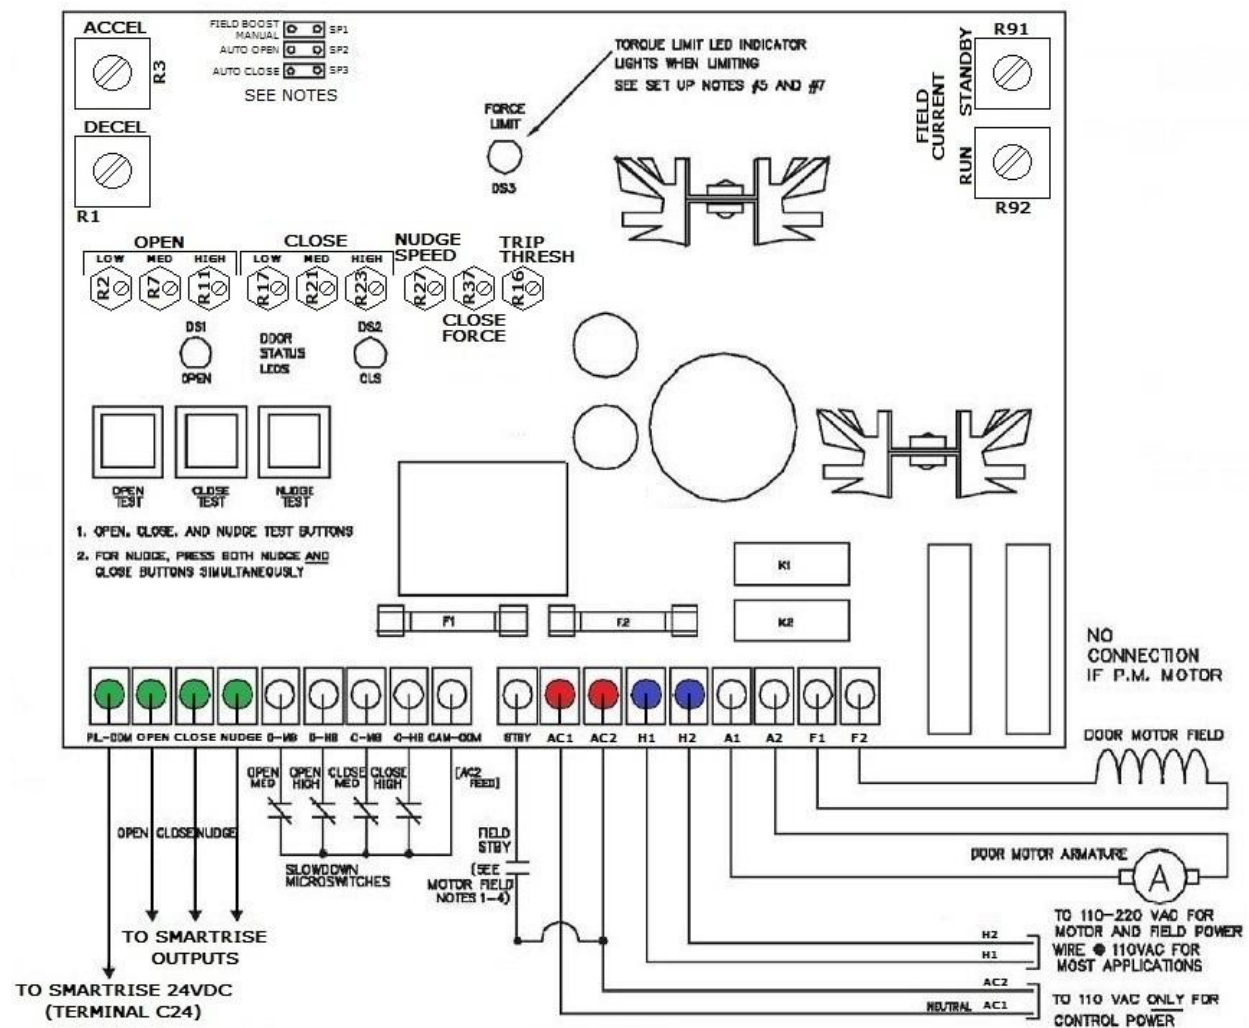 ACCEL
R3
DECEL
R1
FIELD BOOST
MANUAL
SP1
AUTO OPEN
SP2
AUTO CLOSE
SP3
SEE NOTES
TORQUE LIMIT LED INDICATOR
LIGHTS WHEN LIMITING
SEE SET UP NOTES #5 AND #7
FORCE
LIMIT
DS3
R91
STANDBY
FIELD
CURRENT
RUN
R92
OPEN
CLOSE
NUDGE
SPEED
TRIP
THRESH
LOW
MED
HIGH
LOW
MED
HIGH
R2
R7
R11
R17
R21
R23
R27
R37
R16
CLOSE
FORCE
DS1
OPEN
DOOR
STATUS
LEDS
DS2
CLS
OPEN
TEST
CLOSE
TEST
NUDGE
TEST
1. OPEN, CLOSE, AND NUDGE TEST BUTTONS
2. FOR NUDGE, PRESS BOTH NUDGE AND
CLOSE BUTTONS SIMULTANEOUSLY
K1
K2
F1
F2
NO
CONNECTION
IF P.M. MOTOR
OPEN
CLOSE
NUDGE
CAM-COM
STBY
AC1
AC2
H1
H2
A1
A2
F1
F2
DOOR MOTOR FIELD
OPEN
MED
OPEN
HIGH
CLOSE
MED
CLOSE
HIGH
[AC2
FEED]
OPEN
CLOSE
NUDGE
SLOWDOWN
MICROSWITCHES
FIELD
STBY
(SEE
MOTOR FIELD
NOTES 1-4)
DOOR MOTOR ARMATURE
A
TO SMARTRISE
OUTPUTS
TO SMARTRISE 24VDC
(TERMINAL C24)
H2
H1
TO 110-220 VAC FOR
MOTOR AND FIELD POWER
WIRE @ 110VAC FOR
MOST APPLICATIONS
AC2
NEUTRAL AC1
TO 110 VAC ONLY FOR
CONTROL POWER